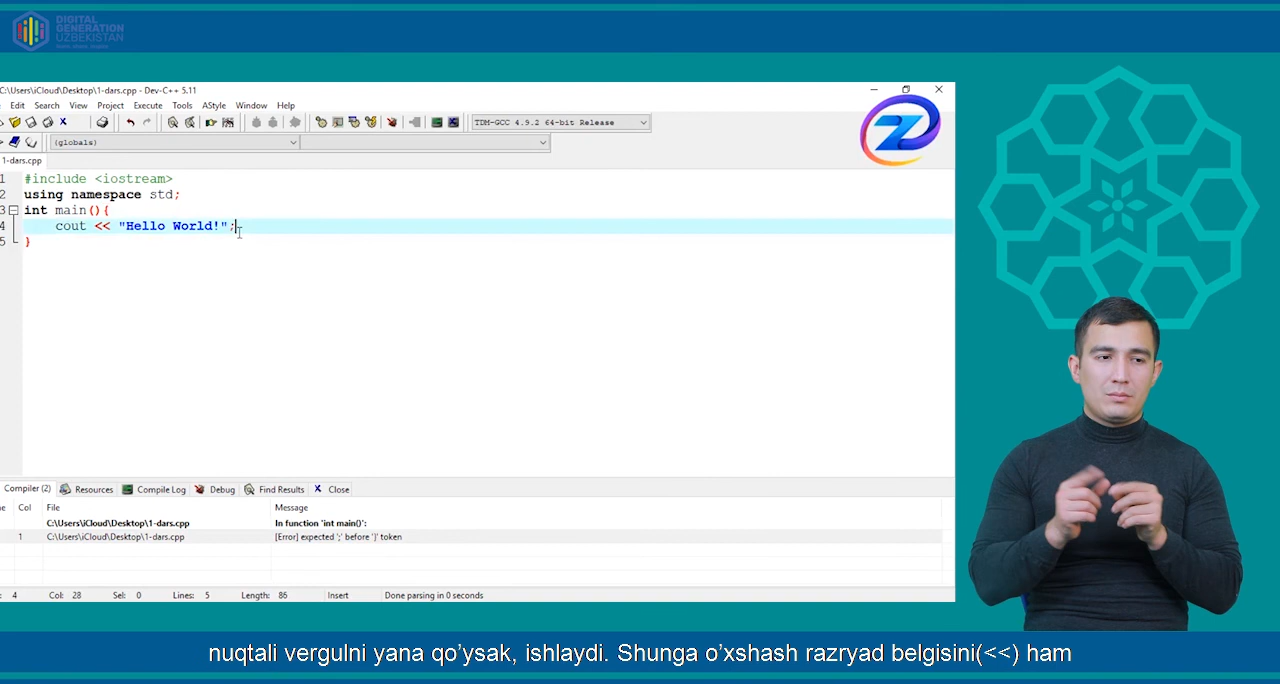 DIGITAL
GENERATION
UZBEKISTAN
C:\Users\iCloud\Desktop\1-dars.cpp - Dev-C++ 5.11
Edit Search View Project Execute Tools AStyle Window Help
TDM-GCC 4.9.2 64-bit Release
(globals)
1-dars.cpp
1 #include <iostream>
2 using namespace std;
3 int main(){
4 cout << "Hello World!";
5 }
Compiler (2) Resources Compile Log Debug Find Results Close
Col File Message
C:\Users\iCloud\Desktop\1-dars.cpp In function 'int main()':
1 C:\Users\iCloud\Desktop\1-dars.cpp [Error] expected ';' before '}' token
: 4 Col: 28 Sel: 0 Lines: 5 Length: 86 Insert Done parsing in 0 seconds
nuqtali vergulni yana qo’ysak, ishlaydi. Shunga o’xshash razryad belgisini(<<) ham